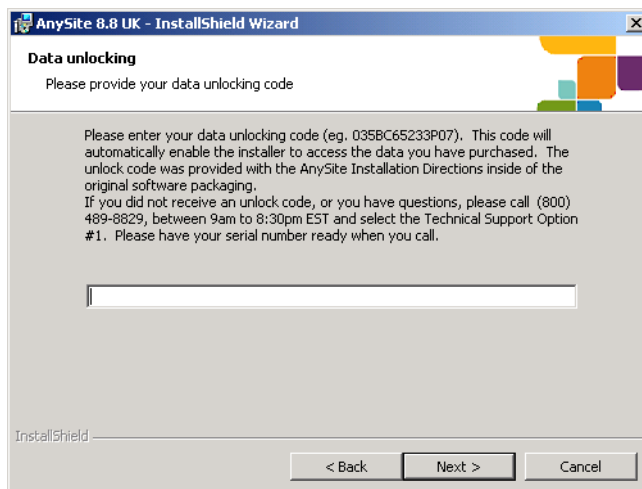 AnySite 8.8 UK - InstallShield Wizard
Data unlocking
Please provide your data unlocking code
Please enter your data unlocking code (eg. 035BC65233P07). This code will
automatically enable the installer to access the data you have purchased. The
unlock code was provided with the AnySite Installation Directions inside of the
original software packaging.
If you did not receive an unlock code, or you have questions, please call (800)
489-8829, between 9am to 8:30pm EST and select the Technical Support Option
#1. Please have your serial number ready when you call.
InstallShield
< Back Next > Cancel